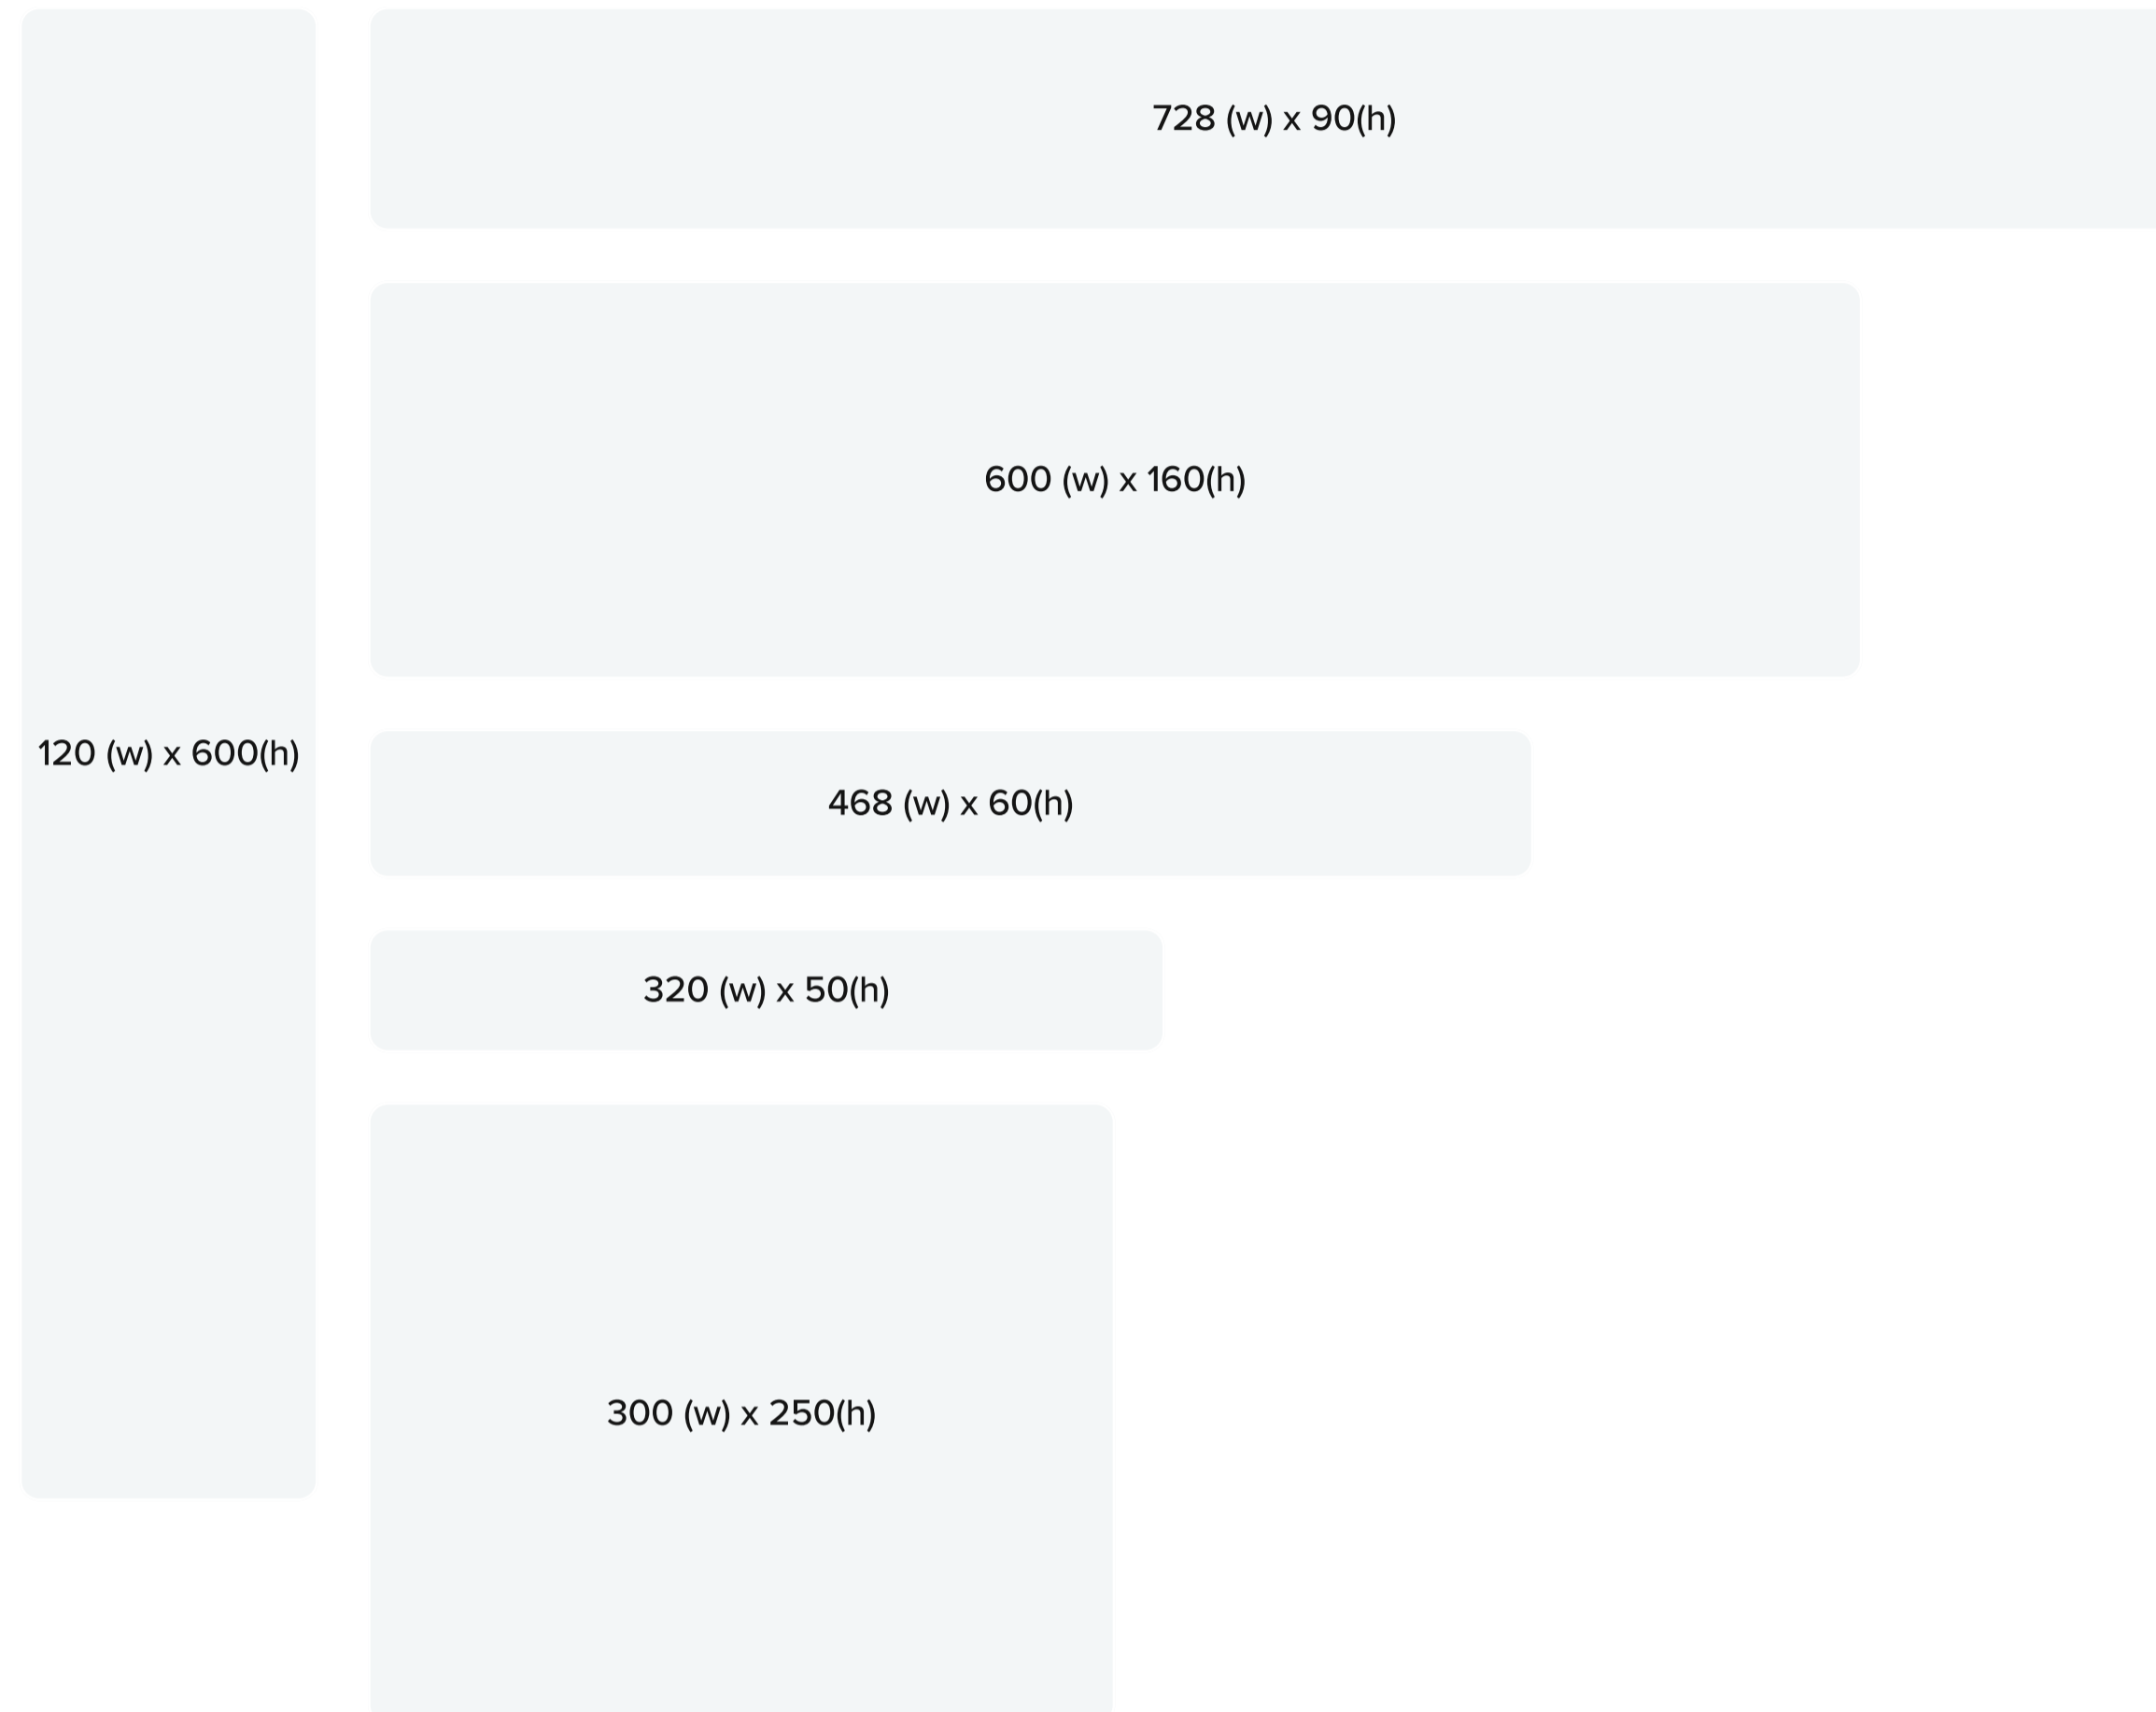 728 (w) x 90(h)
600 (w) x 160(h)
120 (w) x 600(h)
468 (w) x 60(h)
320 (w) x 50(h)
300 (w) x 250(h)